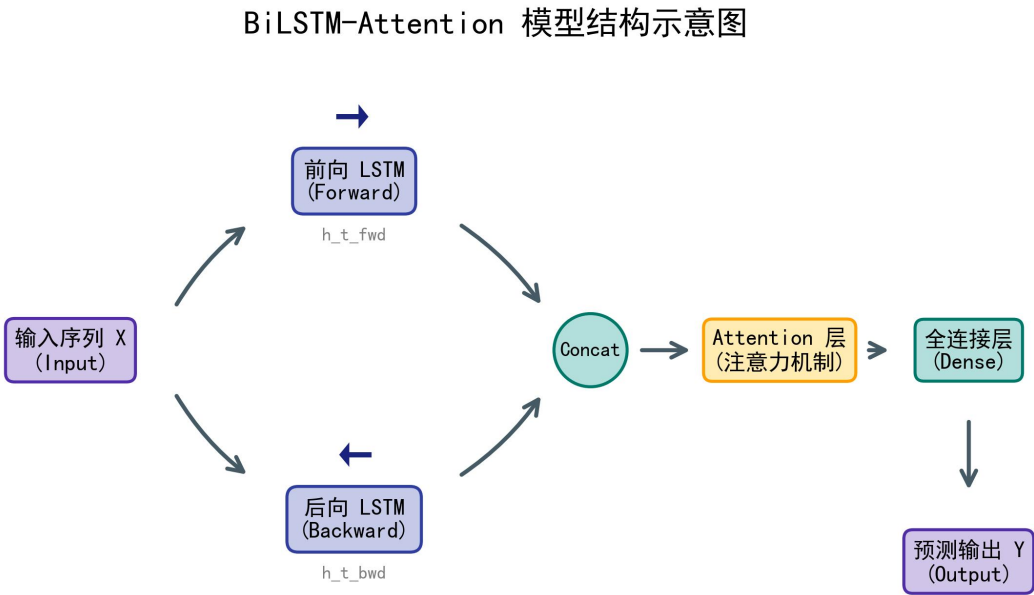 BiLSTM-Attention 模型结构示意图
前向 LSTM
(Forward)
h_t_fwd
输入序列 X
(Input)
Concat
Attention 层
(注意力机制)
全连接层
(Dense)
后向 LSTM
(Backward)
h_t_bwd
预测输出 Y
(Output)